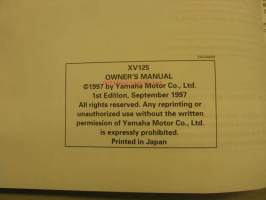 XV125
OWNER'S MANUAL
©1997 by Yamaha Motor Co., Ltd.
1st Edition, September 1997
All rights reserved. Any reprinting or
unauthorized use without the written
permission of Yamaha Motor Co., Ltd.
is expressly prohibited.
Printed in Japan